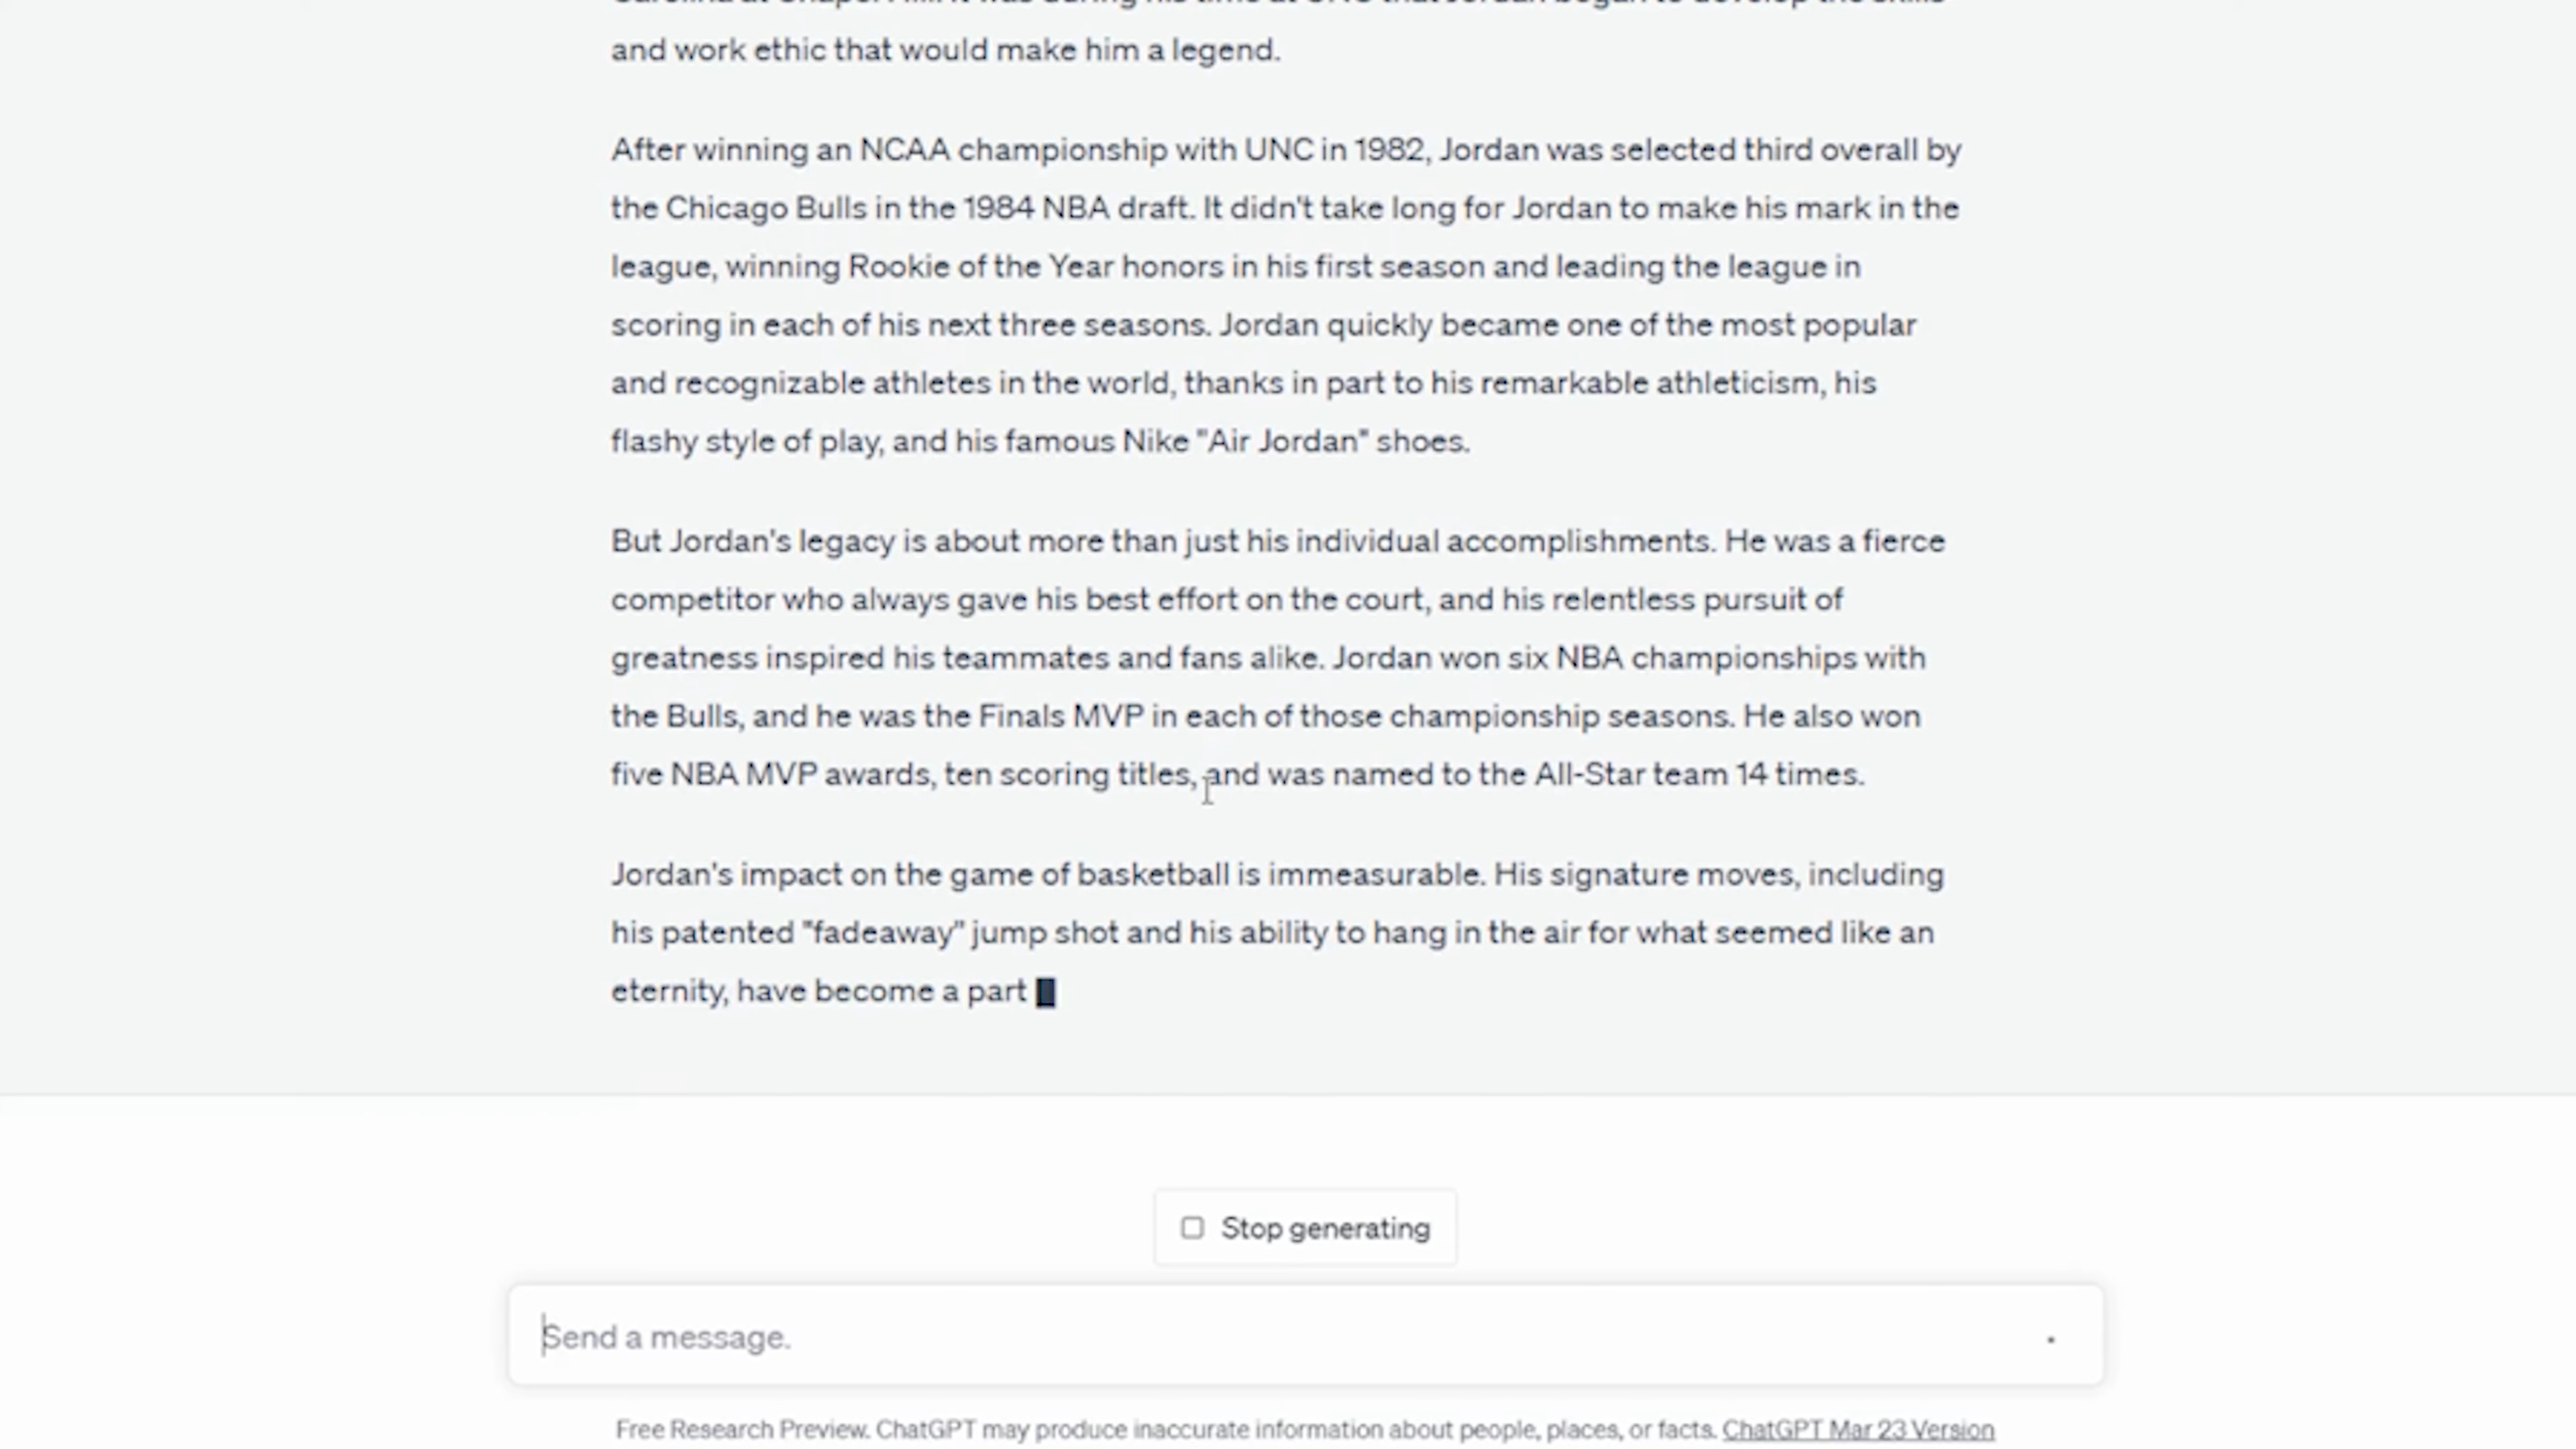 and work ethic that would make him a legend.
After winning an NCAA championship with UNC in 1982, Jordan was selected third overall by
the Chicago Bulls in the 1984 NBA draft. It didn't take long for Jordan to make his mark in the
league, winning Rookie of the Year honors in his first season and leading the league in
scoring in each of his next three seasons. Jordan quickly became one of the most popular
and recognizable athletes in the world, thanks in part to his remarkable athleticism, his
flashy style of play, and his famous Nike "Air Jordan" shoes.
But Jordan's legacy is about more than just his individual accomplishments. He was a fierce
competitor who always gave his best effort on the court, and his relentless pursuit of
greatness inspired his teammates and fans alike. Jordan won six NBA championships with
the Bulls, and he was the Finals MVP in each of those championship seasons. He also won
five NBA MVP awards, ten scoring titles, and was named to the All-Star team 14 times.
Jordan's impact on the game of basketball is immeasurable. His signature moves, including
his patented "fadeaway" jump shot and his ability to hang in the air for what seemed like an
eternity, have become a part
Stop generating
Send a message.
Free Research Preview. ChatGPT may produce inaccurate information about people, places, or facts. ChatGPT Mar 23 Version